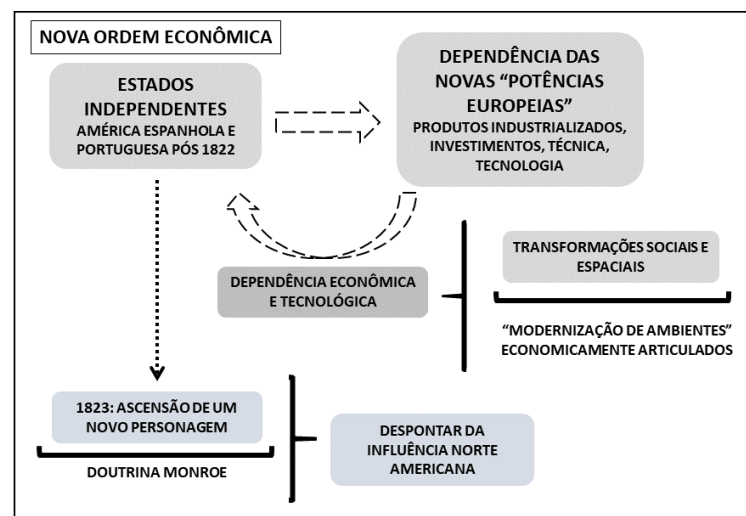 NOVA ORDEM ECONÔMICA
ESTADOS
INDEPENDENTES
AMÉRICA ESPANHOLA E
PORTUGUESA PÓS 1822
DEPENDÊNCIA DAS
NOVAS “POTÊNCIAS
EUROPEIAS”
PRODUTOS INDUSTRIALIZADOS,
INVESTIMENTOS, TÉCNICA,
TECNOLOGIA
DEPENDÊNCIA ECONÔMICA
E TECNOLÓGICA
TRANSFORMAÇÕES SOCIAIS E
ESPACIAIS
“MODERNIZAÇÃO DE AMBIENTES”
ECONOMICAMENTE ARTICULADOS
1823: ASCENSÃO DE UM
NOVO PERSONAGEM
DOUTRINA MONROE
DESPONTAR DA
INFLUÊNCIA NORTE
AMERICANA